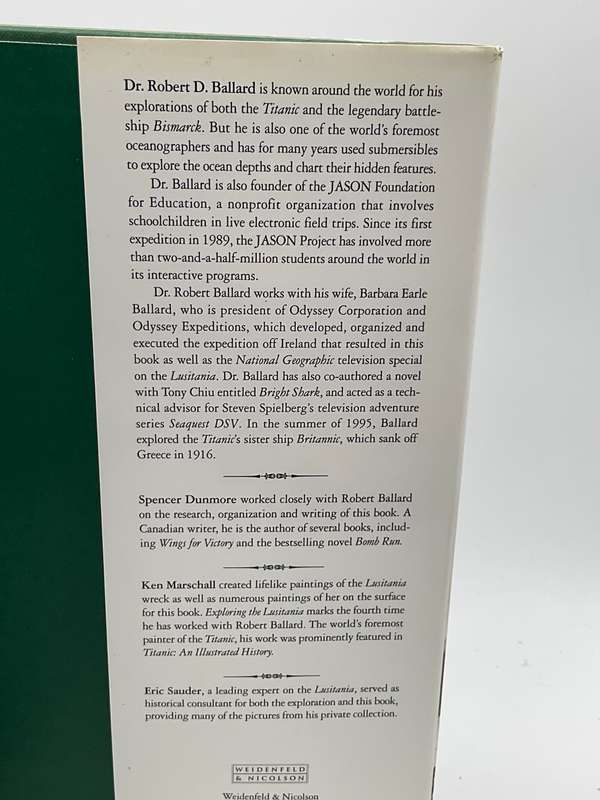 Dr. Robert D. Ballard is known around the world for his
explorations of both the Titanic and the legendary battle-
ship Bismarck. But he is also one of the world's foremost
oceanographers and has for many years used submersibles
to explore the ocean depths and chart their hidden features.
Dr. Ballard is also founder of the JASON Foundation
for Education, a nonprofit organization that involves
schoolchildren in live electronic field trips. Since its first
expedition in 1989, the JASON Project has involved more
than two-and-a-half-million students around the world in
its interactive programs.
Dr. Robert Ballard works with his wife, Barbara Earle
Ballard, who is president of Odyssey Corporation and
Odyssey Expeditions, which developed, organized and
executed the expedition off Ireland that resulted in this
book as well as the National Geographic television special
on the Lusitania. Dr. Ballard has also co-authored a novel
with Tony Chiu entitled Bright Shark, and acted as a tech-
nical advisor for Steven Spielberg's television adventure
series Seaquest DSV. In the summer of 1995, Ballard
explored the Titanic's sister ship Britannic, which sank off
Greece in 1916.
Spencer Dunmore worked closely with Robert Ballard
on the research, organization and writing of this book. A
Canadian writer, he is the author of several books, includ-
ing Wings for Victory and the bestselling novel Bomb Run.
Ken Marschall created lifelike paintings of the Lusitania
wreck as well as numerous paintings of her on the surface
for this book. Exploring the Lusitania marks the fourth time
he has worked with Robert Ballard. The world's foremost
painter of the Titanic, his work was prominently featured in
Titanic: An Illustrated History.
Eric Sauder, a leading expert on the Lusitania, served as
historical consultant for both the exploration and this book,
providing many of the pictures from his private collection.
WEIDENFELD
& NICOLSON
Weidenfeld & Nicolson